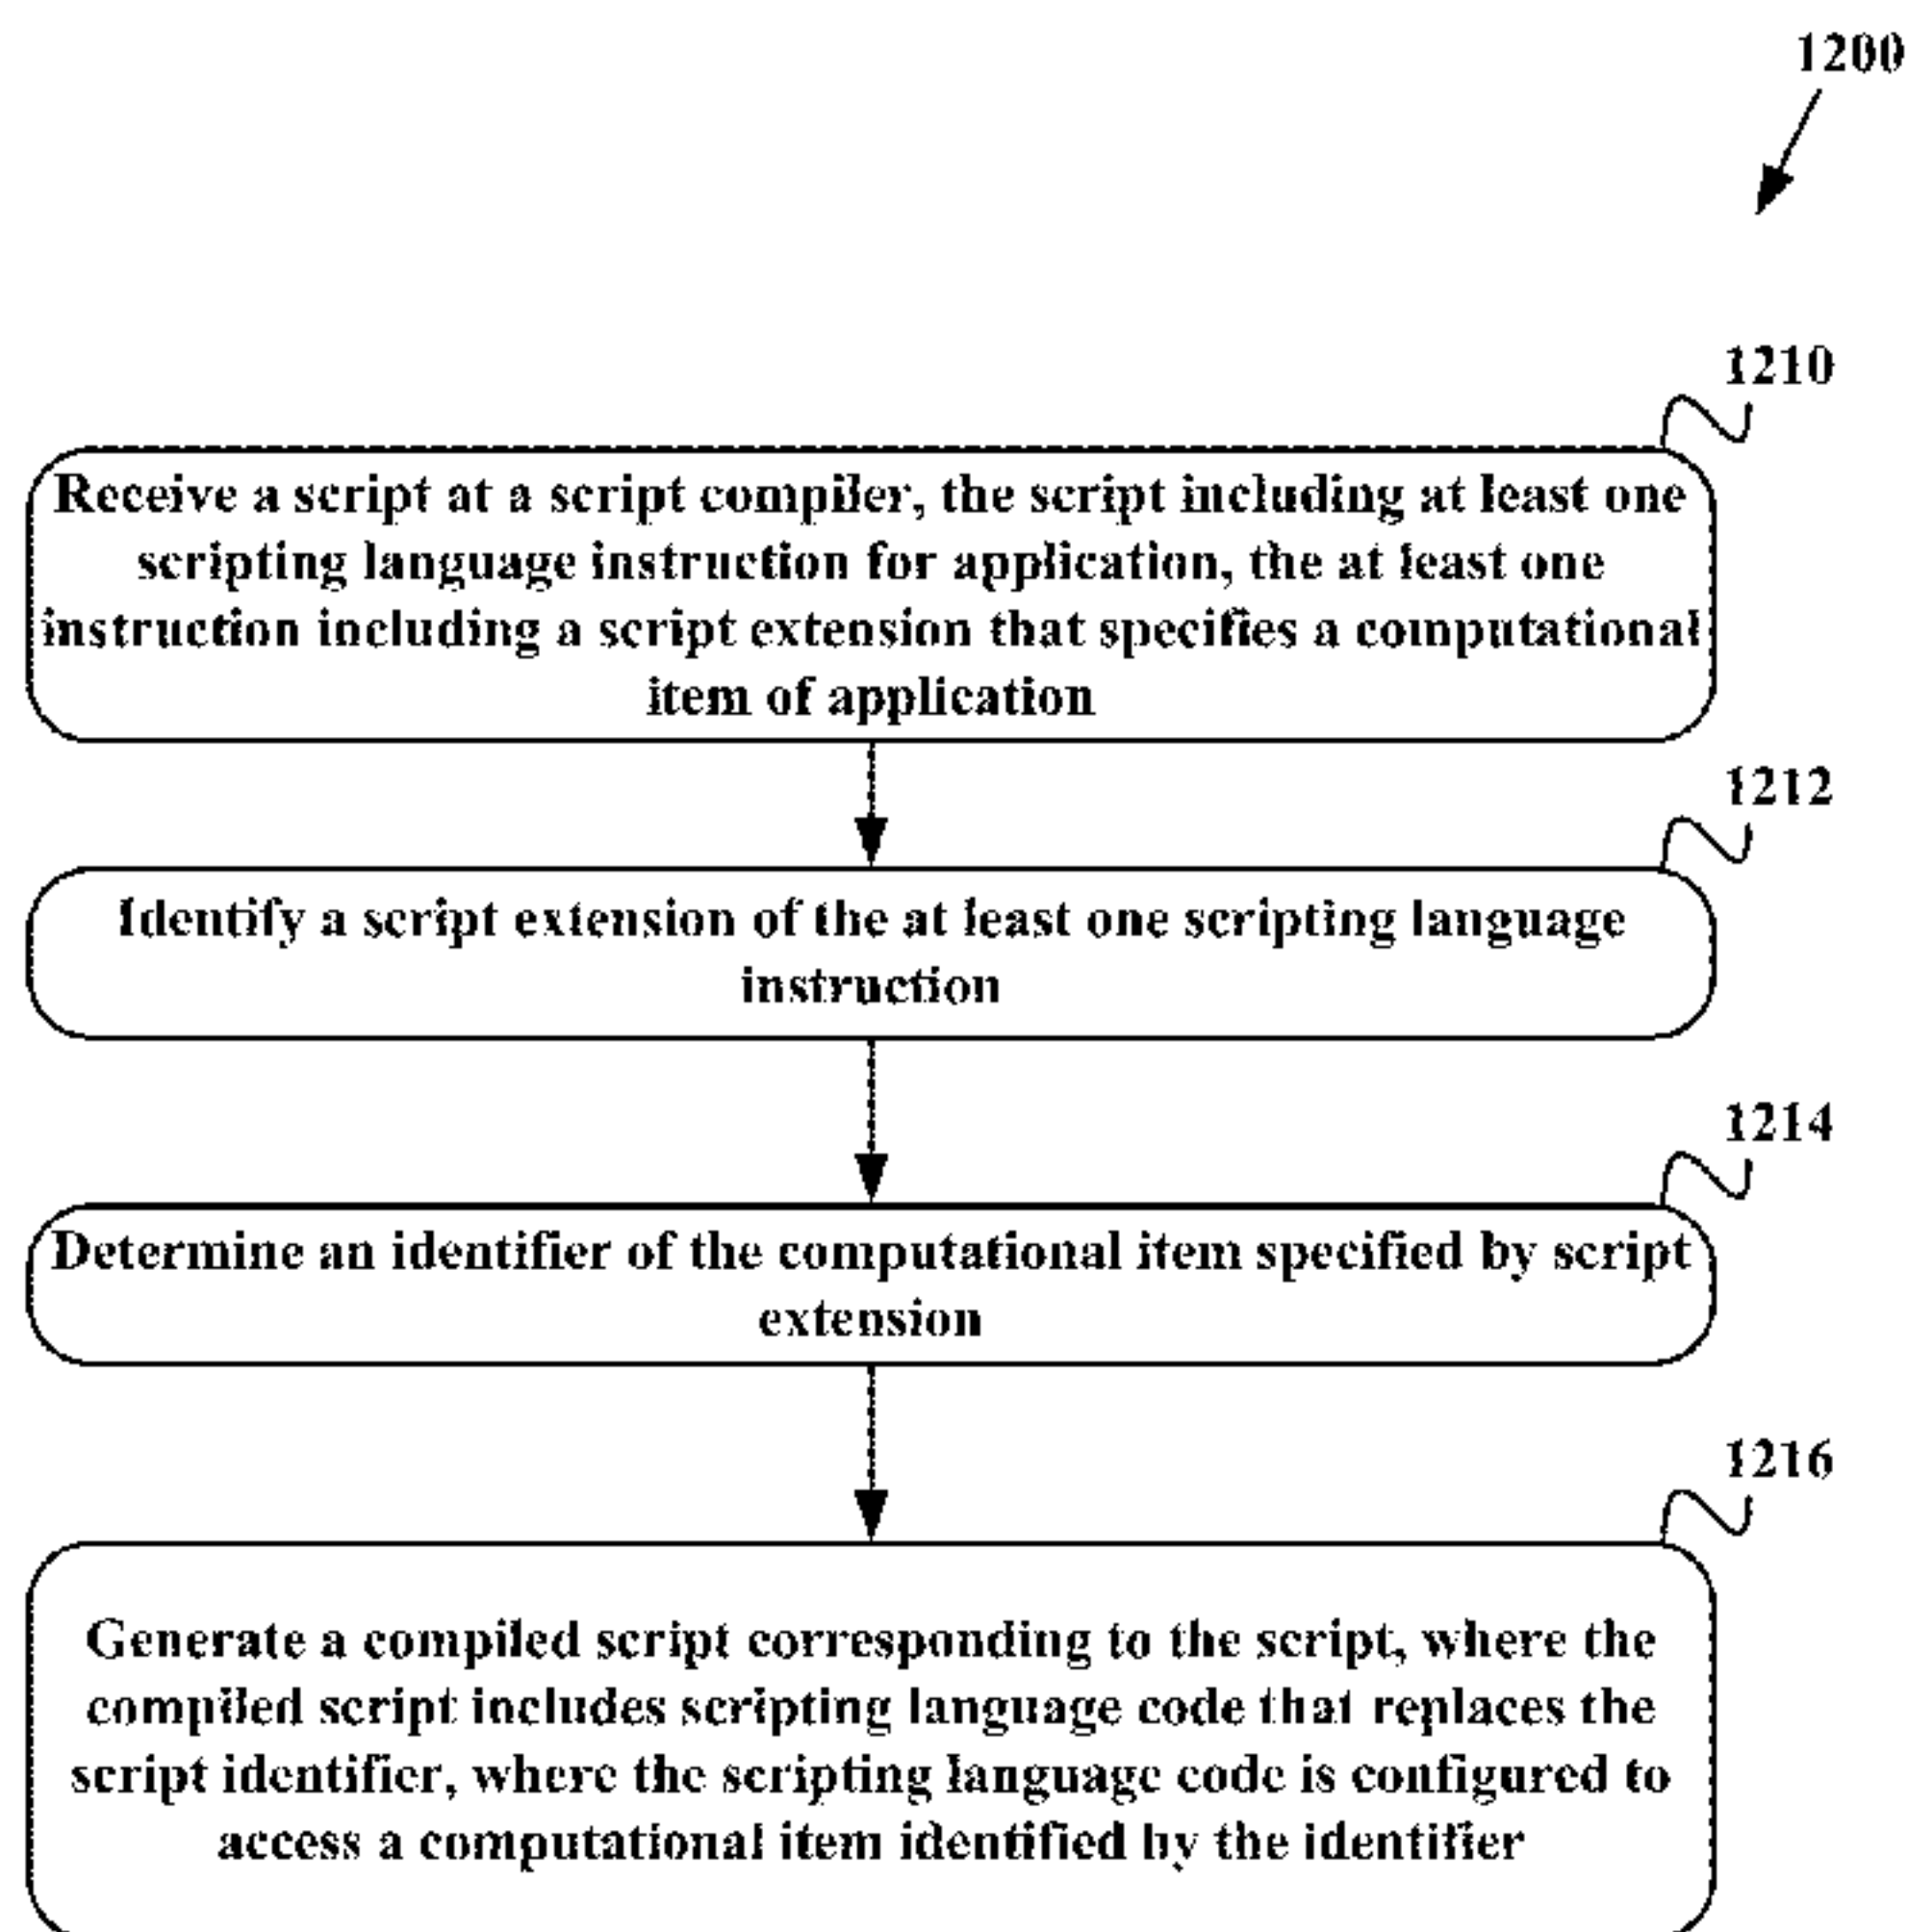 1200
1210
Receive a script at a script compiler, the script including at least one
scripting language instruction for application, the at least one
instruction including a script extension that specifies a computational
item of application
1212
Identify a script extension of the at least one scripting language
instruction
1214
Determine an identifier of the computational item specified by script
extension
1216
Generate a compiled script corresponding to the script, where the
compiled script includes scripting language code that replaces the
script identifier, where the scripting language code is configured to
access a computational item identified by the identifier